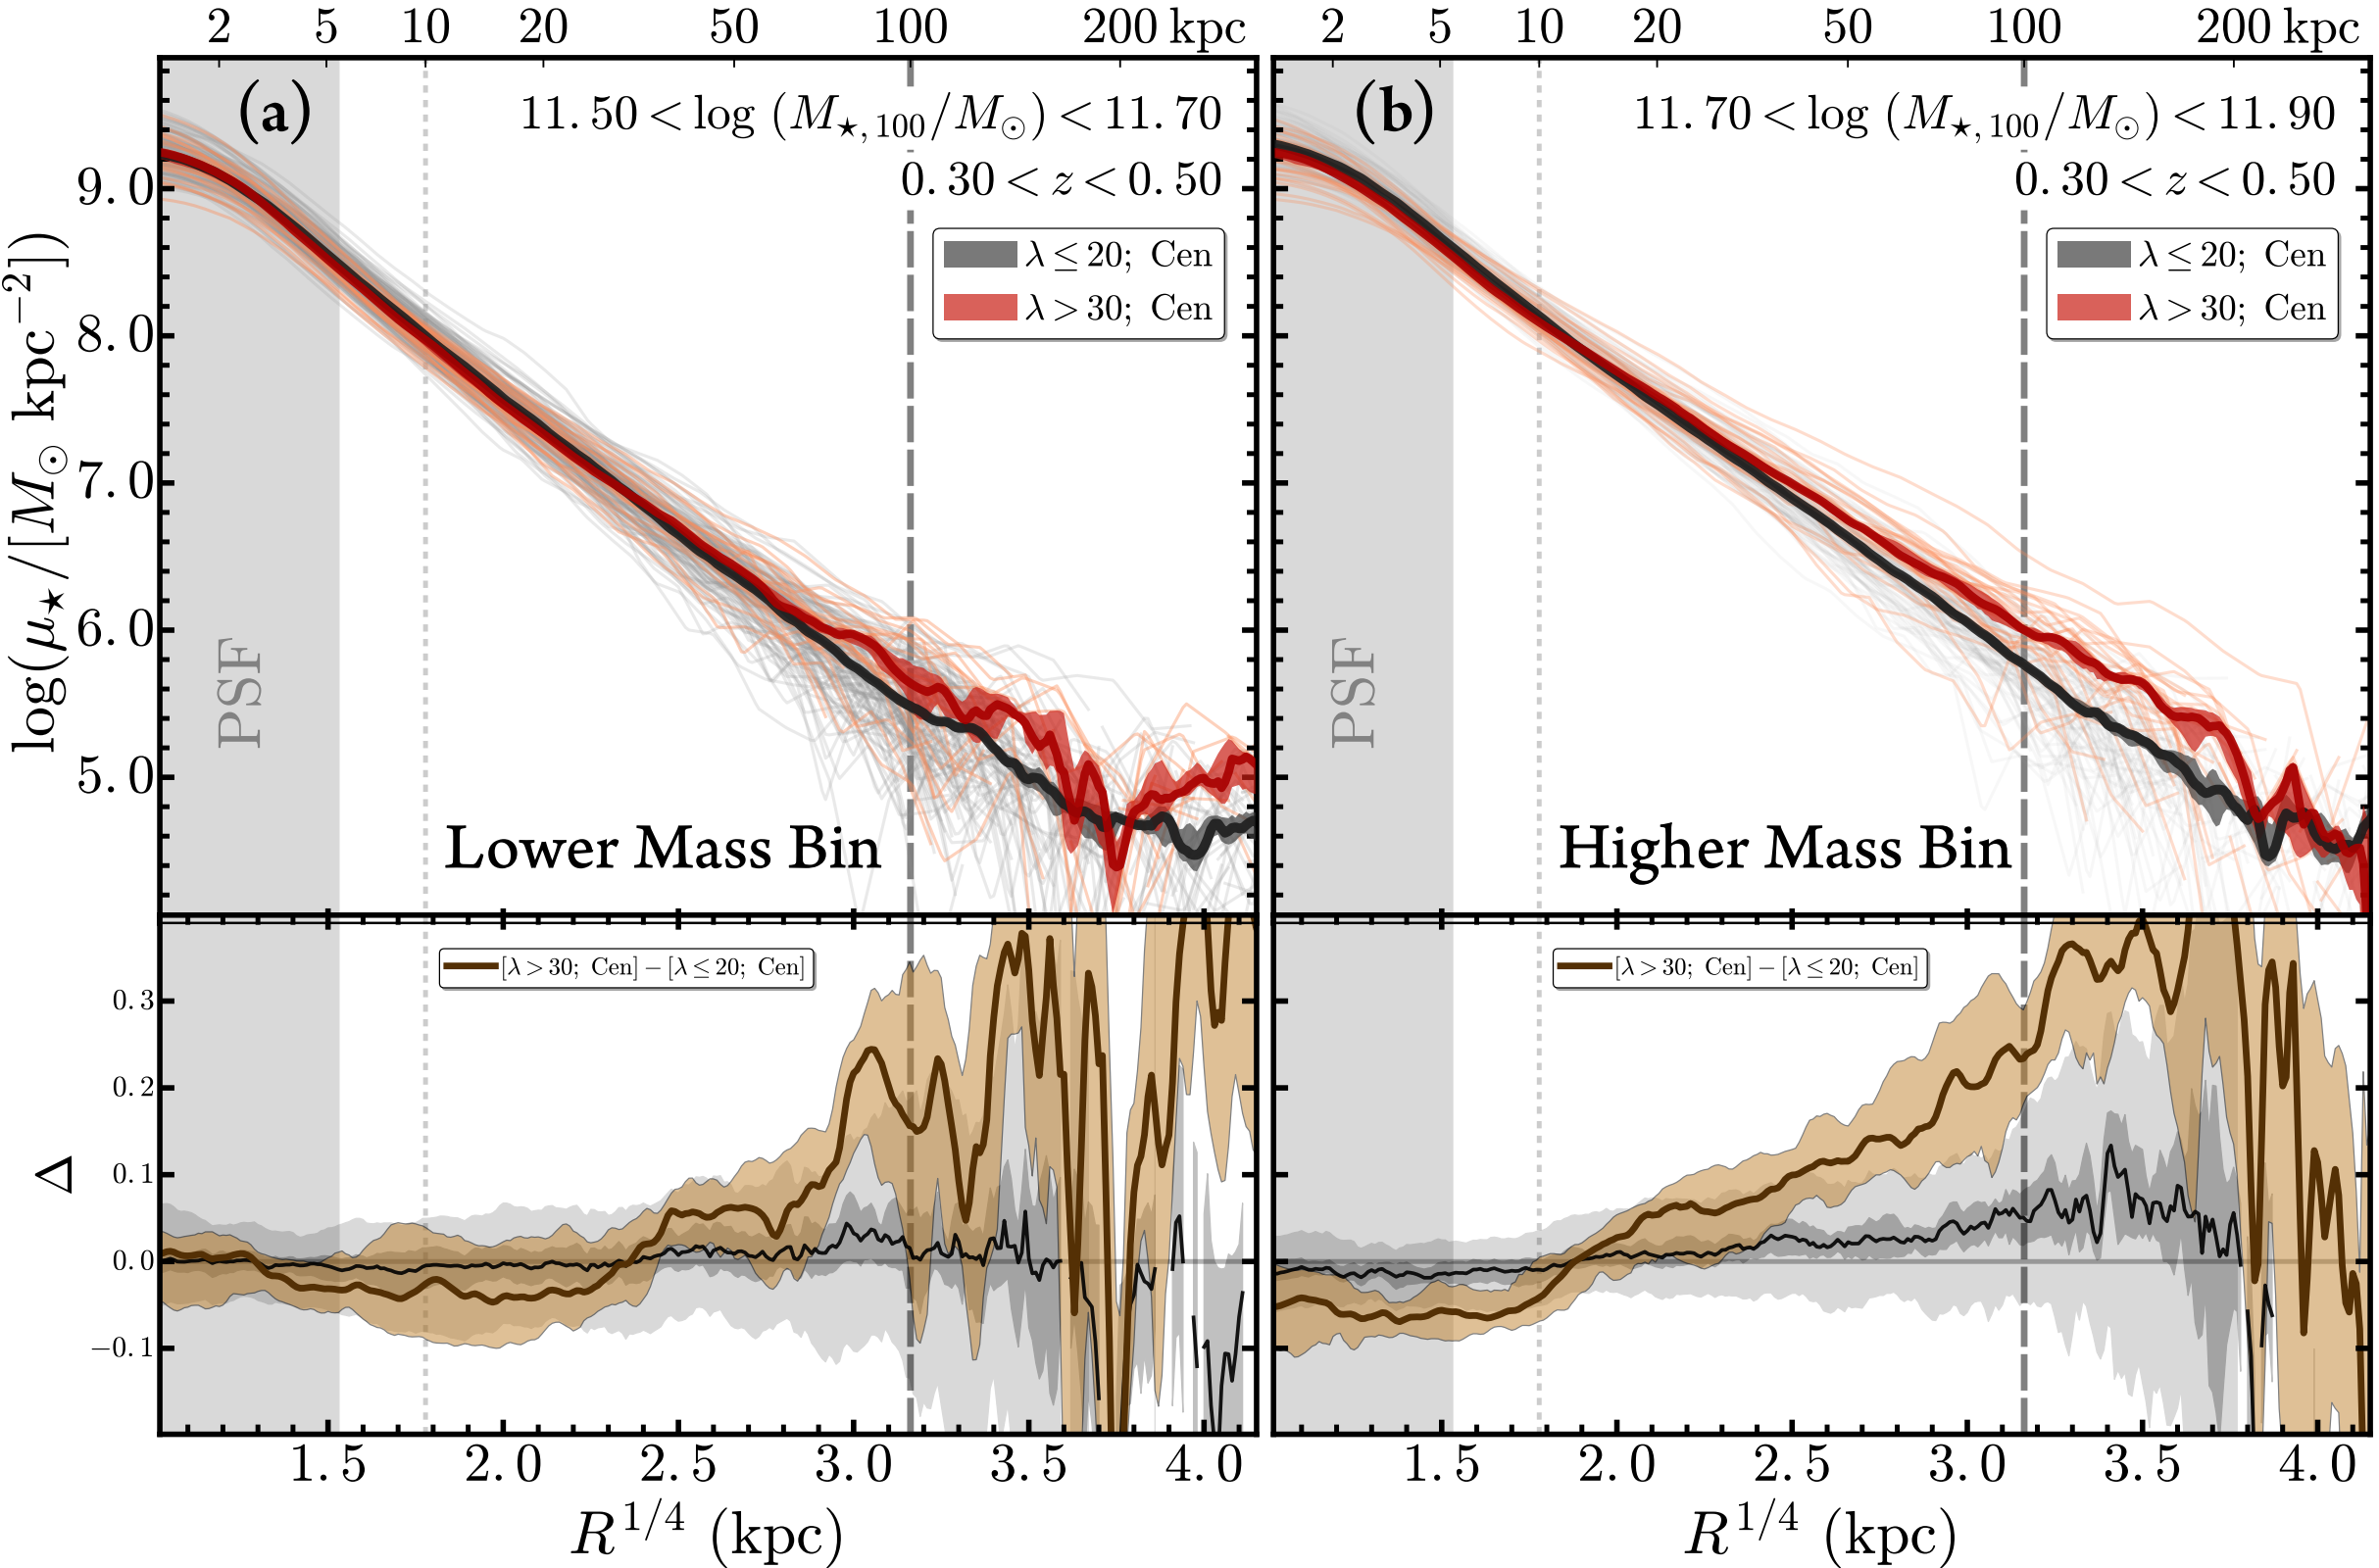 2 5 10 20 50 100 200 kpc
2 5 10 20 50 100 200 kpc
(a)
11.50 < log (M⋆,100/M⊙) < 11.70
0.30 < z < 0.50
λ ≤ 20; Cen
λ > 30; Cen
PSF
Lower Mass Bin
log(μ⋆/[M⊙ kpc−2])
9.0
8.0
7.0
6.0
5.0
(b)
11.70 < log (M⋆,100/M⊙) < 11.90
0.30 < z < 0.50
λ ≤ 20; Cen
λ > 30; Cen
PSF
Higher Mass Bin
[λ > 30; Cen] − [λ ≤ 20; Cen]
[λ > 30; Cen] − [λ ≤ 20; Cen]
Δ
0.3
0.2
0.1
0.0
−0.1
1.5 2.0 2.5 3.0 3.5 4.0
1.5 2.0 2.5 3.0 3.5 4.0
R1/4 (kpc)
R1/4 (kpc)